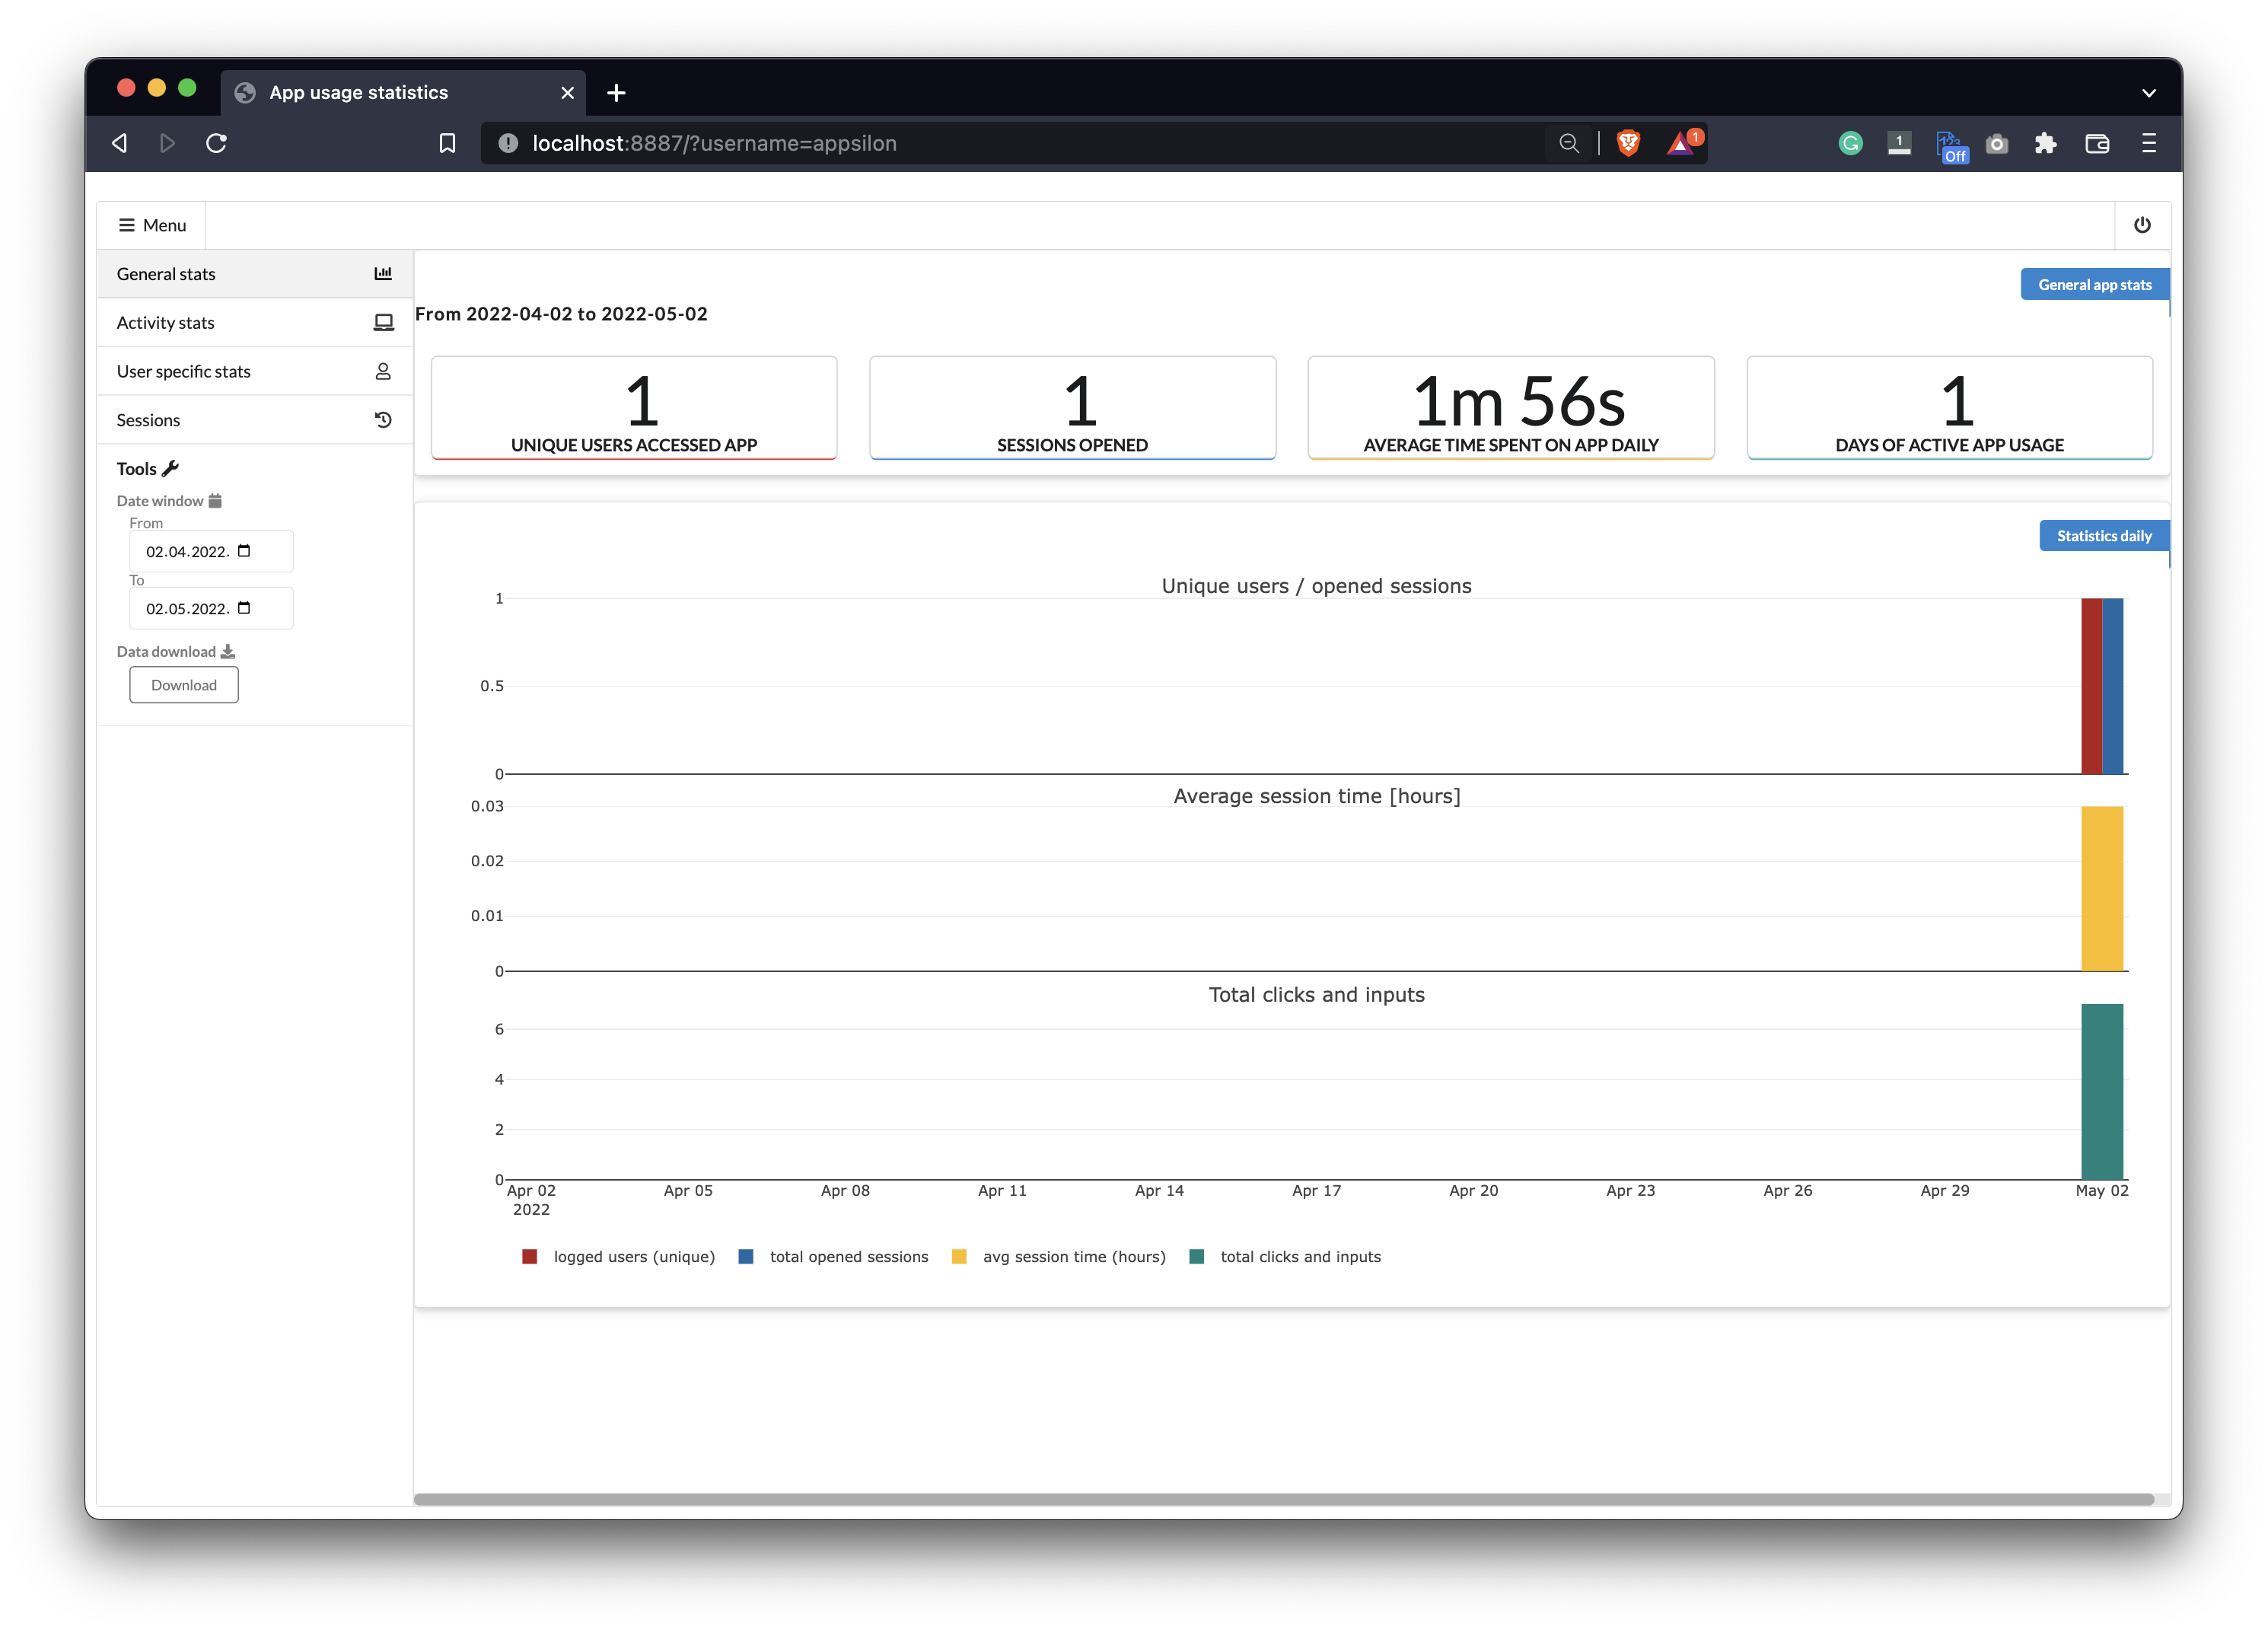 App usage statistics
localhost:8887/?username=appsilon
1
1
Off
Menu
General stats
Activity stats
User specific stats
Sessions
Tools
Date window
From
02.04.2022.
To
02.05.2022.
Data download
Download
General app stats
From 2022-04-02 to 2022-05-02
1
UNIQUE USERS ACCESSED APP
1
SESSIONS OPENED
1m 56s
AVERAGE TIME SPENT ON APP DAILY
1
DAYS OF ACTIVE APP USAGE
Statistics daily
Unique users / opened sessions
1
0.5
0
Average session time [hours]
0.03
0.02
0.01
0
Total clicks and inputs
6
4
2
0
Apr 02 Apr 05 Apr 08 Apr 11 Apr 14 Apr 17 Apr 20 Apr 23 Apr 26 Apr 29 May 02
2022
logged users (unique) total opened sessions avg session time (hours) total clicks and inputs